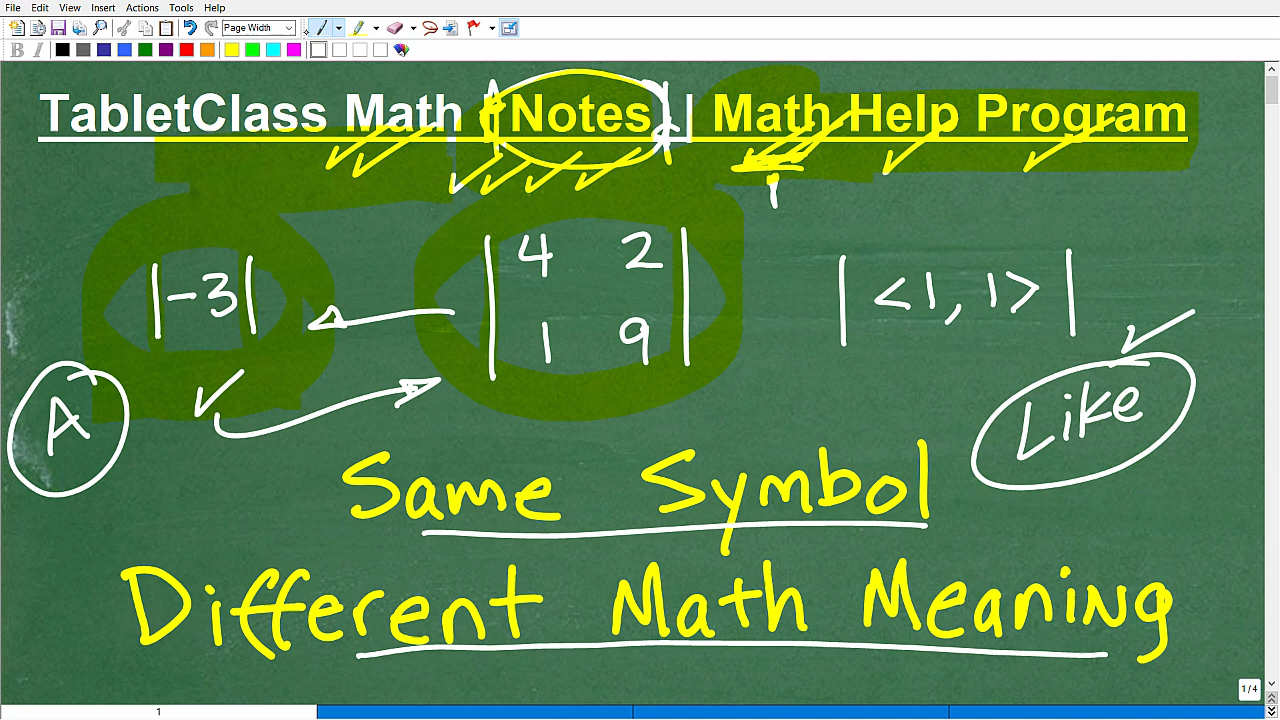 File Edit View Insert Actions Tools Help
Page Width
B I
TabletClass Math | Notes | Math Help Program
|-3| | 4 2 | | <1, 1> |
| 1 9 |
A
Like
Same Symbol
Different Math Meaning
1/4
1